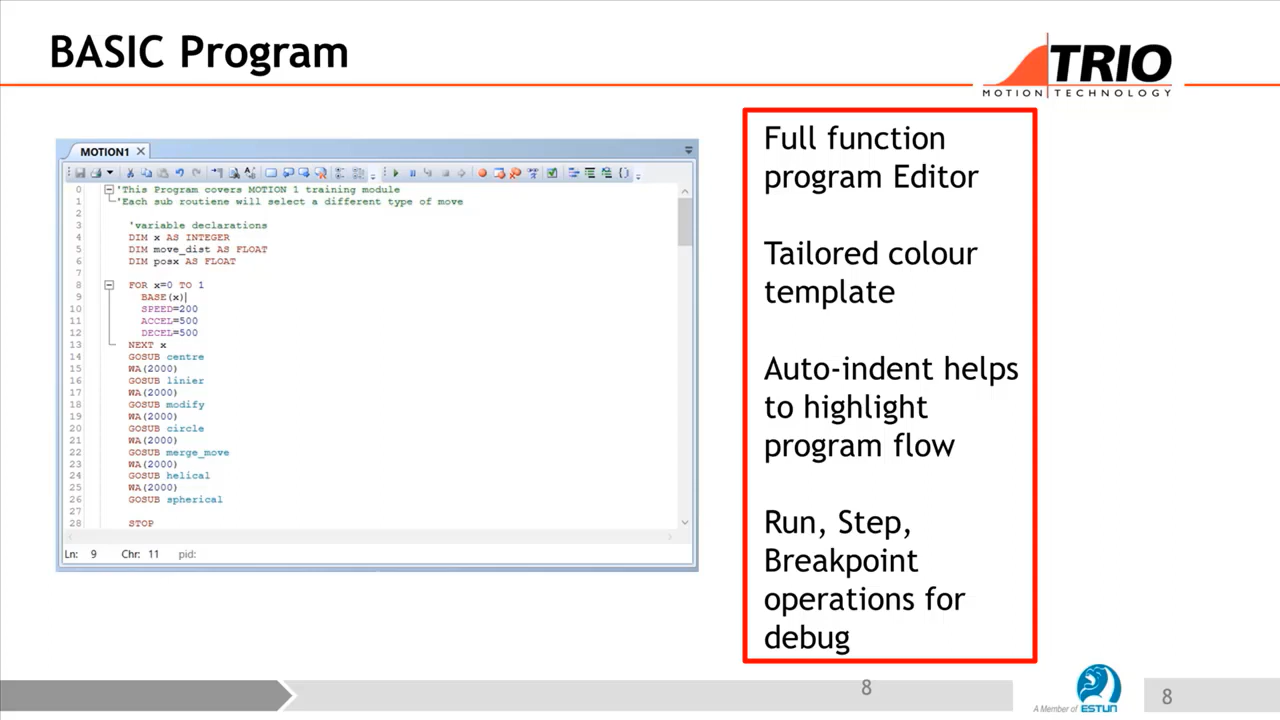 BASIC Program
TRIO
MOTION TECHNOLOGY
MOTION1
0 'This Program covers MOTION 1 training module
1 'Each sub routiene will select a different type of move
2
3 'variable declarations
4 DIM x AS INTEGER
5 DIM move_dist AS FLOAT
6 DIM posx AS FLOAT
7
8 FOR x=0 TO 1
9 BASE(x)
10 SPEED=200
11 ACCEL=500
12 DECEL=500
13 NEXT x
14 GOSUB centre
15 WA(2000)
16 GOSUB linier
17 WA(2000)
18 GOSUB modify
19 WA(2000)
20 GOSUB circle
21 WA(2000)
22 GOSUB merge_move
23 WA(2000)
24 GOSUB helical
25 WA(2000)
26 GOSUB spherical
27
28 STOP
Ln: 9 Chr: 11 pid:
Full function
program Editor
Tailored colour
template
Auto-indent helps
to highlight
program flow
Run, Step,
Breakpoint
operations for
debug
8
A Member of ESTUN
8